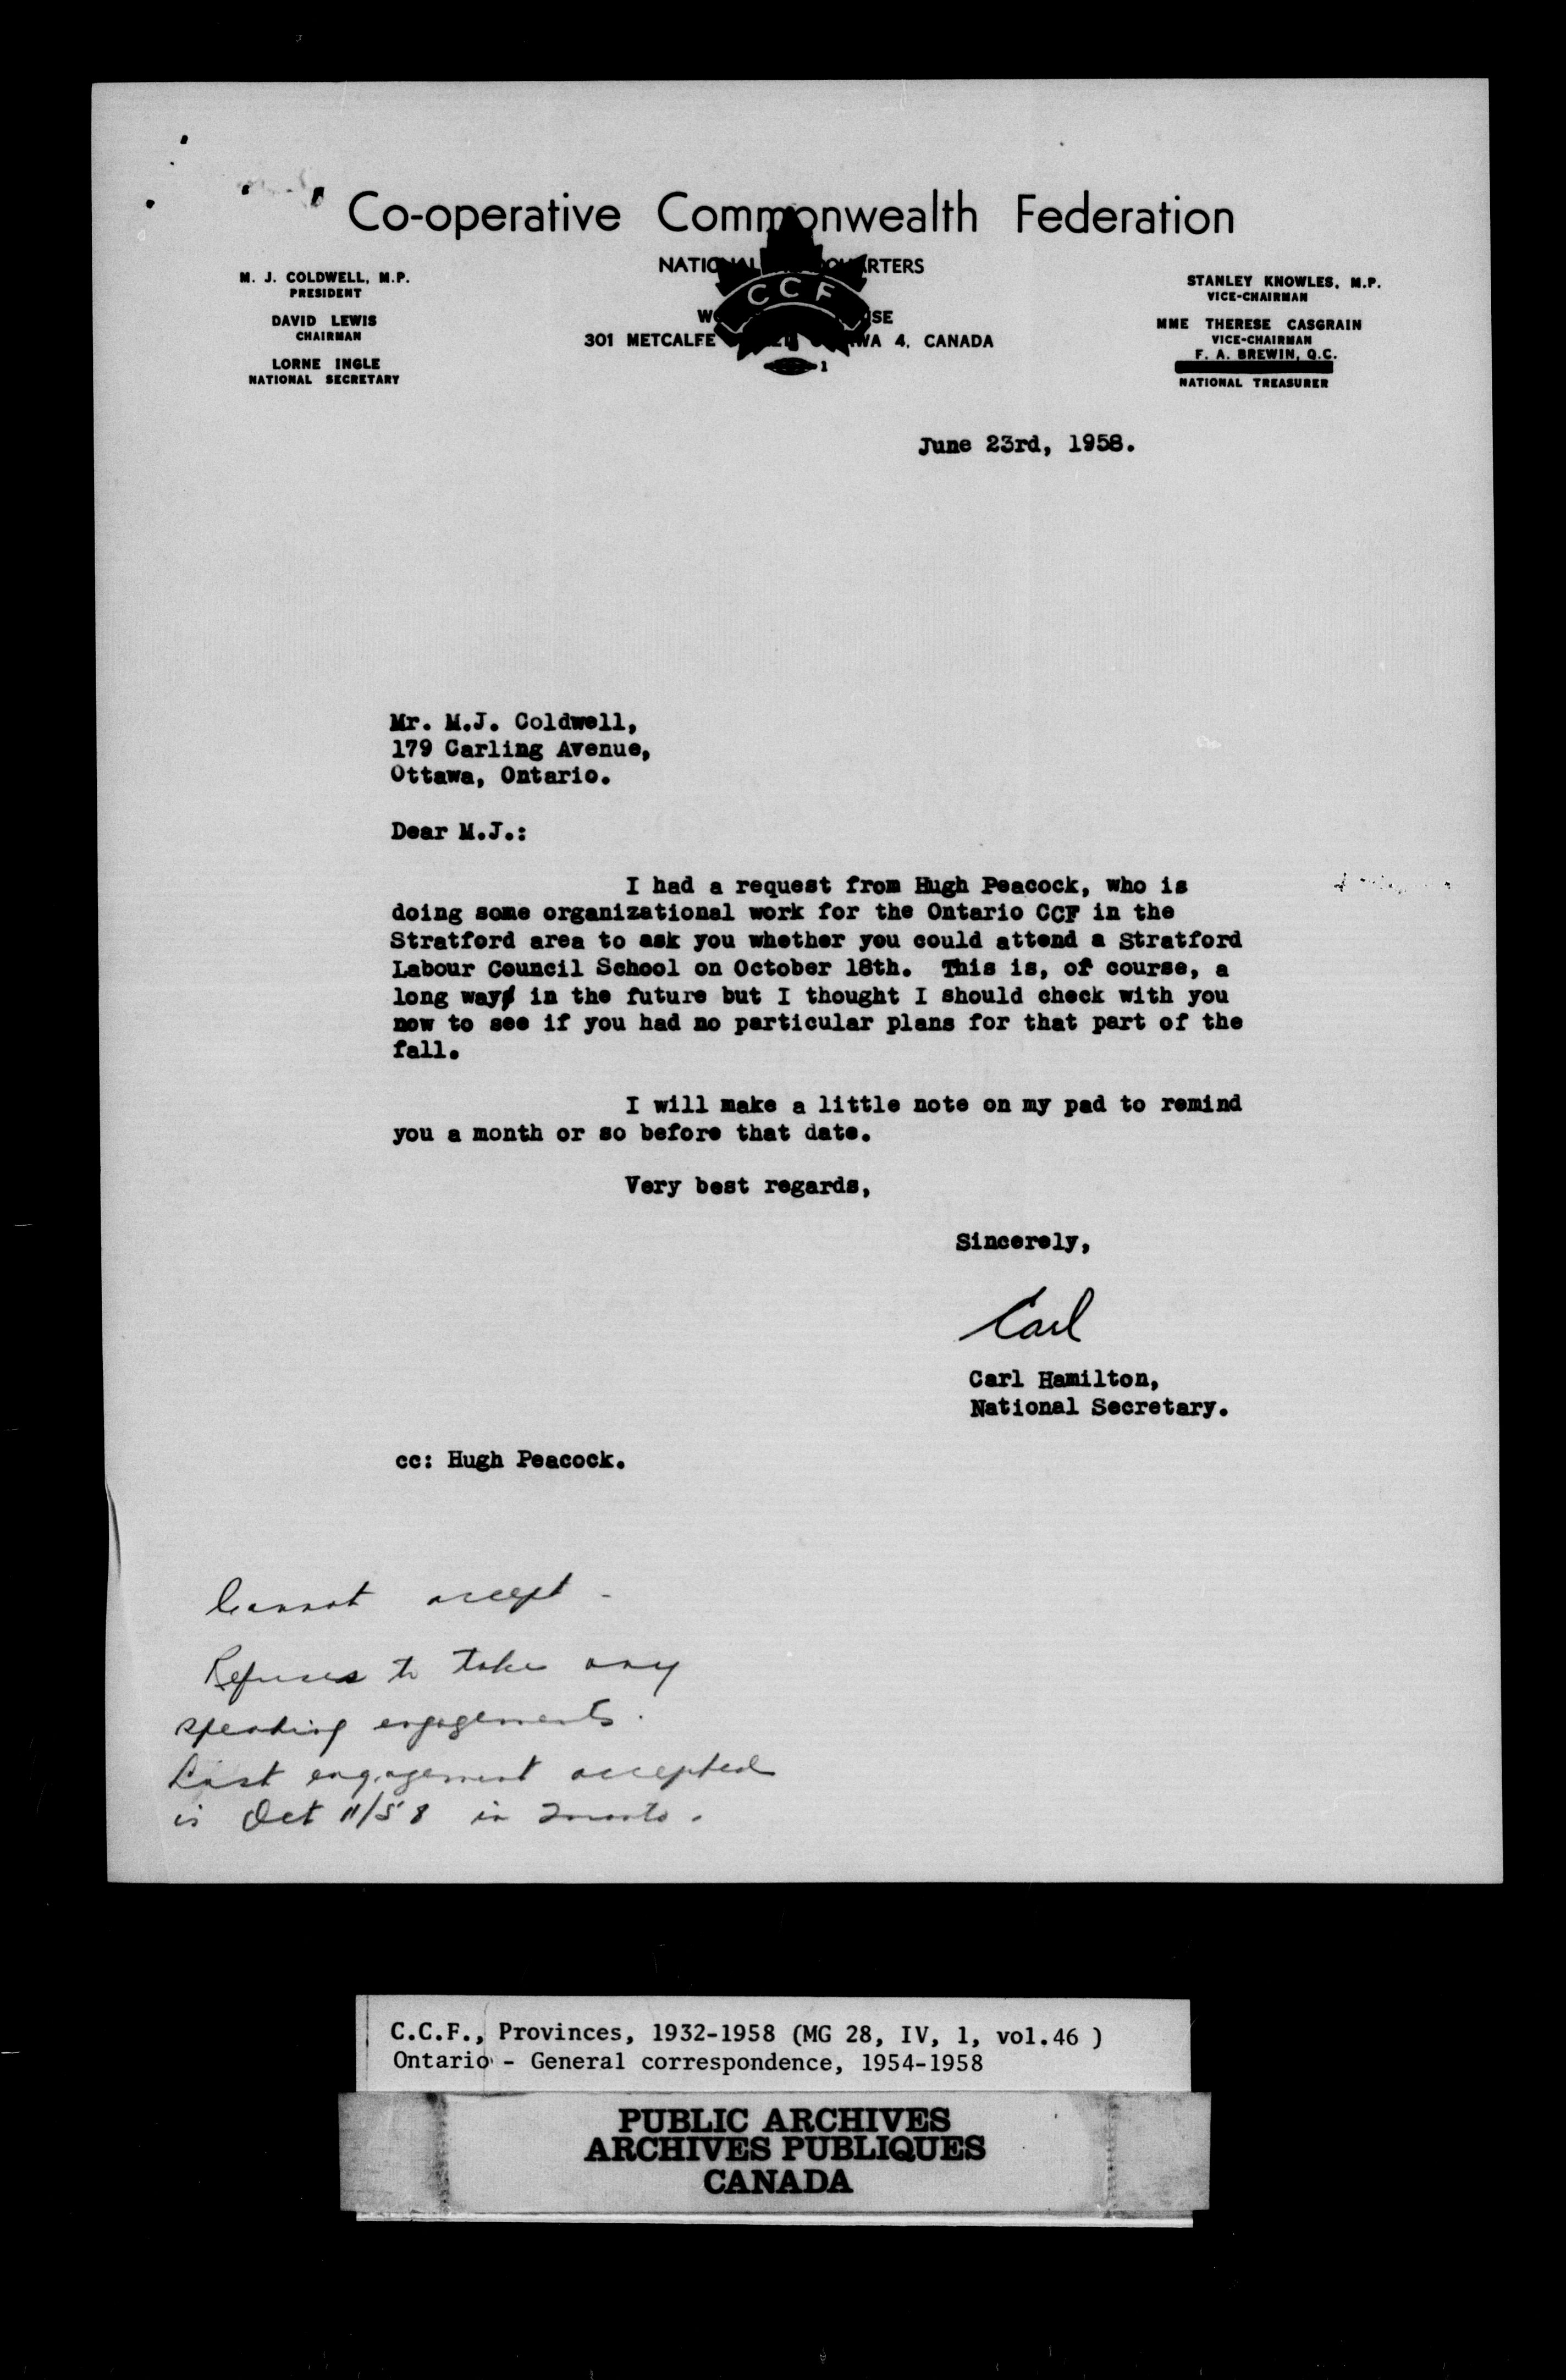 Co-operative Commonwealth Federation
NATIONAL HEADQUARTERS
301 METCALFE STREET OTTAWA 4, CANADA
CCF
M. J. COLDWELL, M.P.
PRESIDENT
DAVID LEWIS
CHAIRMAN
LORNE INGLE
NATIONAL SECRETARY
STANLEY KNOWLES, M.P.
VICE-CHAIRMAN
MME THERESE CASGRAIN
VICE-CHAIRMAN
F. A. BREWIN, Q.C.
NATIONAL TREASURER
June 23rd, 1958.
Mr. M.J. Coldwell,
179 Carling Avenue,
Ottawa, Ontario.
Dear M.J.:
I had a request from Hugh Peacock, who is
doing some organizational work for the Ontario CCF in the
Stratford area to ask you whether you could attend a Stratford
Labour Council School on October 18th. This is, of course, a
long way in the future but I thought I should check with you
now to see if you had no particular plans for that part of the
fall.
I will make a little note on my pad to remind
you a month or so before that date.
Very best regards,
Sincerely,
Carl
Carl Hamilton,
National Secretary.
cc: Hugh Peacock.
Cannot accept -
Refuses to take any
speaking engagements.
Last engagement accepted
is Oct 11/58 in Toronto.
C.C.F., Provinces, 1932-1958 (MG 28, IV, 1, vol.46 )
Ontario - General correspondence, 1954-1958
PUBLIC ARCHIVES
ARCHIVES PUBLIQUES
CANADA